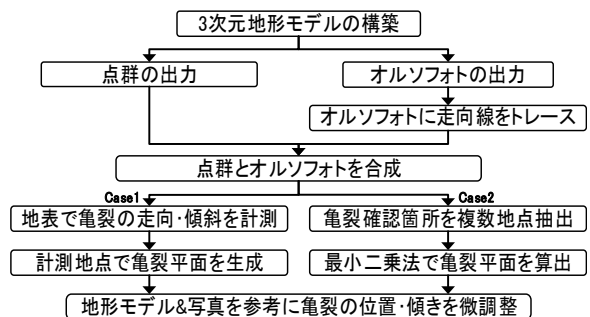 3次元地形モデルの構築
点群の出力
オルソフォトの出力
オルソフォトに走向線をトレース
点群とオルソフォトを合成
Case1
Case2
地表で亀裂の走向・傾斜を計測
亀裂確認箇所を複数地点抽出
計測地点で亀裂平面を生成
最小二乗法で亀裂平面を算出
地形モデル&写真を参考に亀裂の位置・傾きを微調整